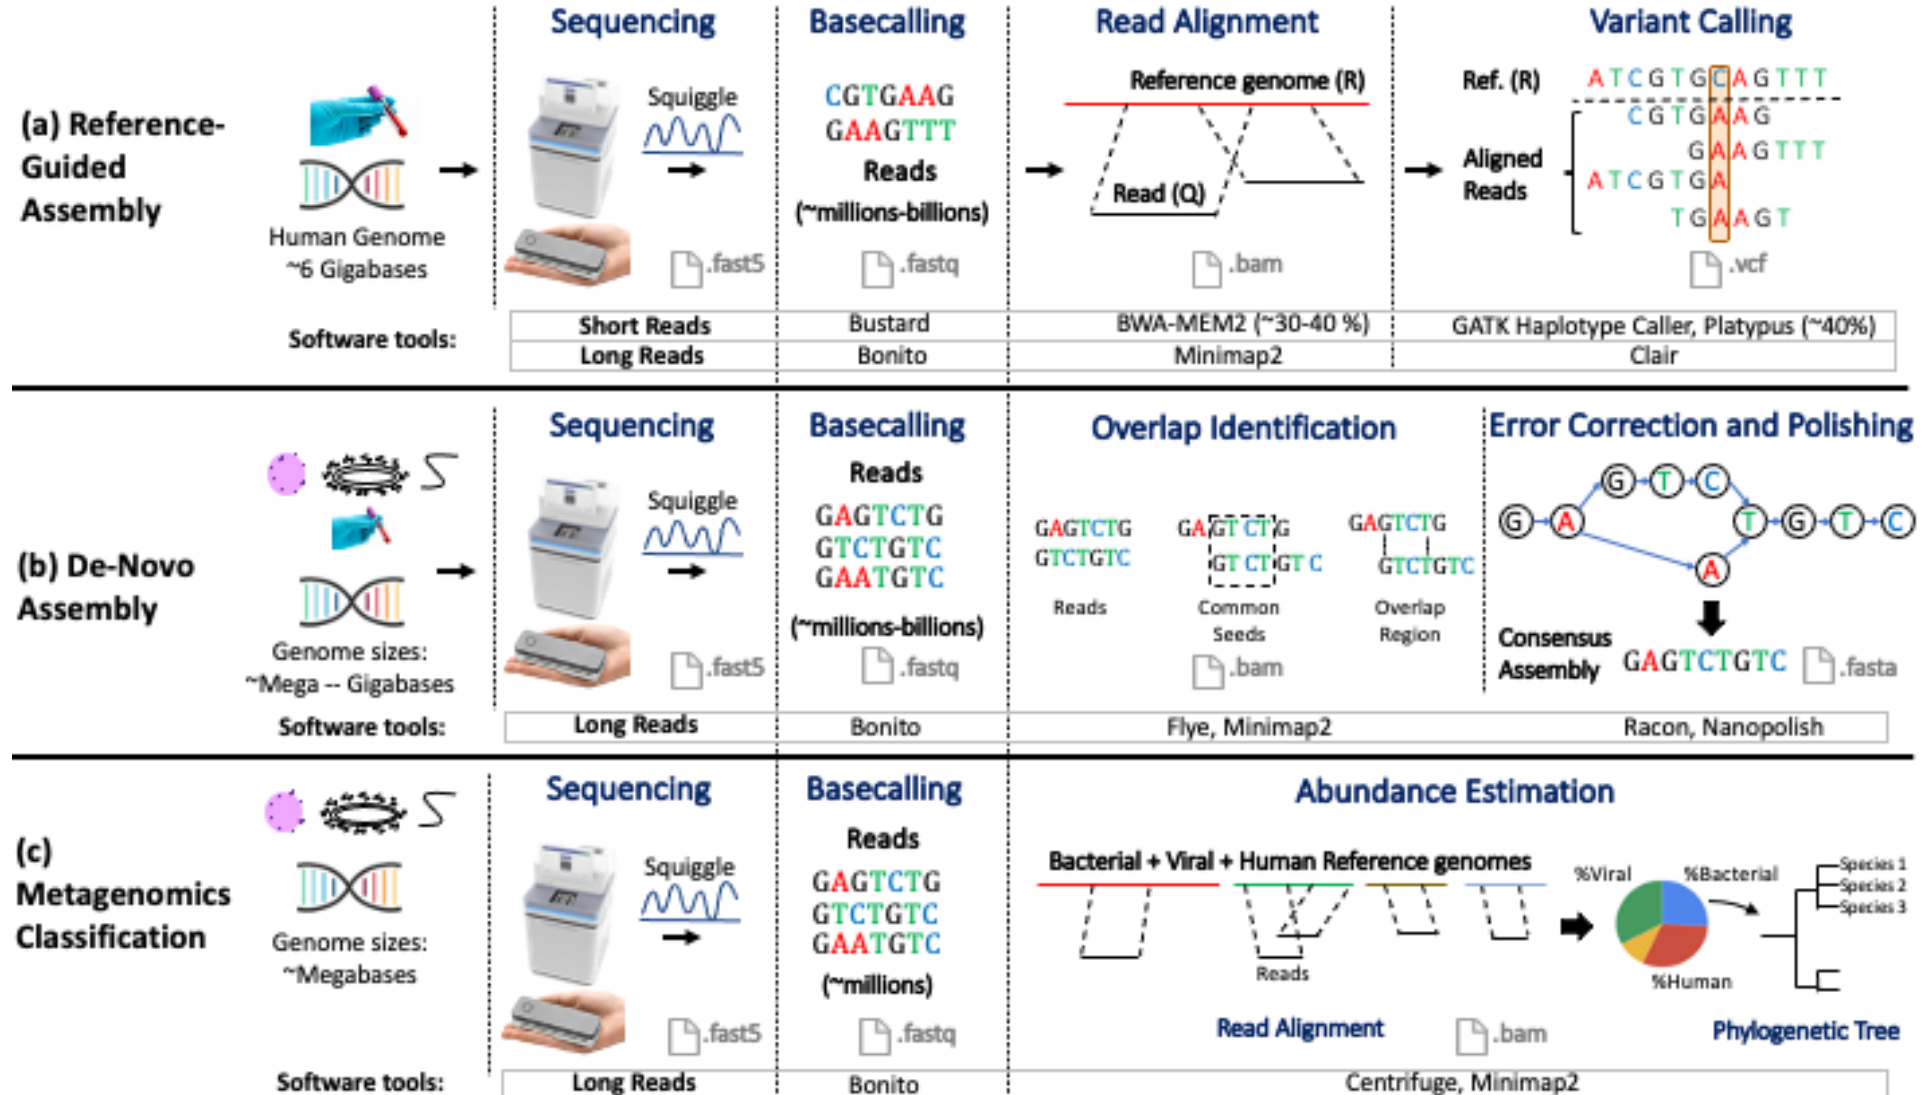 (a) Reference-
Guided
Assembly
Human Genome
~6 Gigabases
Sequencing
Squiggle
.fast5
Basecalling
CGTGAAG
GAAGTTT
Reads
(~millions-billions)
.fastq
Read Alignment
Reference genome (R)
Read (Q)
.bam
Variant Calling
Ref. (R) ATCGTGCAGTTT
CGTGAAG
Aligned
Reads
GAAGTTT
ATCGTGA
TGAAGT
.vcf
Software tools:
Short Reads Bustard BWA-MEM2 (~30-40 %) GATK Haplotype Caller, Platypus (~40%)
Long Reads Bonito Minimap2 Clair
(b) De-Novo
Assembly
Genome sizes:
~Mega -- Gigabases
Sequencing
Squiggle
.fast5
Basecalling
Reads
GAGTCTG
GTCTGTC
GAATGTC
(~millions-billions)
.fastq
Overlap Identification
GAGTCTG
GTCTGTC
Reads
GAGTCTG
GTCTGTC
Common
Seeds
GAGTCTG
GTCTGTC
Overlap
Region
.bam
Error Correction and Polishing
G T C
G A T G T C
A
Consensus
Assembly
GAGTCTGTC
.fasta
Software tools:
Long Reads Bonito Flye, Minimap2 Racon, Nanopolish
(c)
Metagenomics
Classification
Genome sizes:
~Megabases
Sequencing
Squiggle
.fast5
Basecalling
Reads
GAGTCTG
GTCTGTC
GAATGTC
(~millions)
.fastq
Abundance Estimation
Bacterial + Viral + Human Reference genomes
Reads
Read Alignment
.bam
%Viral
%Bacterial
%Human
Species 1
Species 2
Species 3
Phylogenetic Tree
Software tools:
Long Reads Bonito Centrifuge, Minimap2